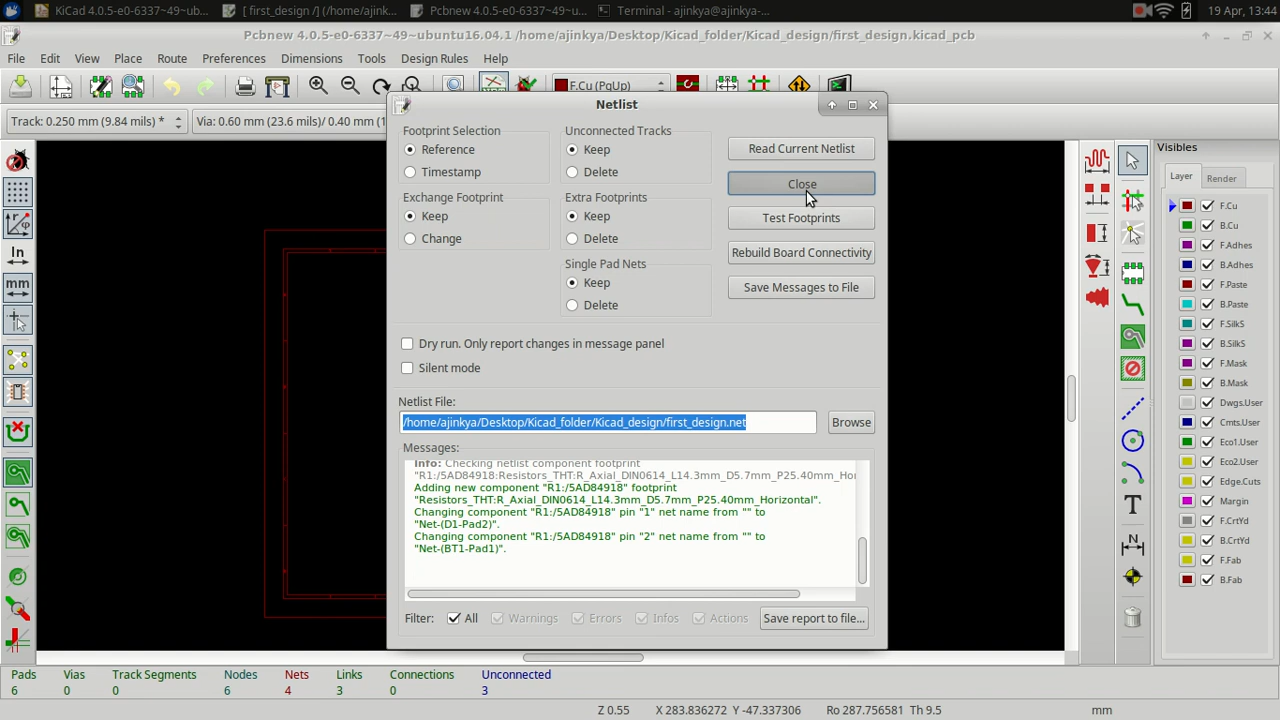 KiCad 4.0.5-e0-6337~49~ub...
[ first_design /] (/home/ajink...
Pcbnew 4.0.5-e0-6337~49~u...
Terminal - ajinkya@ajinkya-...
19 Apr, 13:44
Pcbnew 4.0.5-e0-6337~49~ubuntu16.04.1 /home/ajinkya/Desktop/Kicad_folder/Kicad_design/first_design.kicad_pcb
File Edit View Place Route Preferences Dimensions Tools Design Rules Help
F.Cu (PgUp)
Track: 0.250 mm (9.84 mils) *
Via: 0.60 mm (23.6 mils)/ 0.40 mm (1
Netlist
Footprint Selection
Reference
Timestamp
Exchange Footprint
Keep
Change
Unconnected Tracks
Keep
Delete
Extra Footprints
Keep
Delete
Single Pad Nets
Keep
Delete
Read Current Netlist
Close
Test Footprints
Rebuild Board Connectivity
Save Messages to File
Dry run. Only report changes in message panel
Silent mode
Netlist File:
/home/ajinkya/Desktop/Kicad_folder/Kicad_design/first_design.net
Browse
Messages:
Info: Checking netlist component footprint
"R1:/5AD84918:Resistors_THT:R_Axial_DIN0614_L14.3mm_D5.7mm_P25.40mm_Hor
Adding new component "R1:/5AD84918" footprint
"Resistors_THT:R_Axial_DIN0614_L14.3mm_D5.7mm_P25.40mm_Horizontal".
Changing component "R1:/5AD84918" pin "1" net name from "" to
"Net-(D1-Pad2)".
Changing component "R1:/5AD84918" pin "2" net name from "" to
"Net-(BT1-Pad1)".
Filter: All Warnings Errors Infos Actions
Save report to file...
In
mm
Visibles
Layer
Render
F.Cu
B.Cu
F.Adhes
B.Adhes
F.Paste
B.Paste
F.SilkS
B.SilkS
F.Mask
B.Mask
Dwgs.User
Cmts.User
Eco1.User
Eco2.User
Edge.Cuts
Margin
F.CrtYd
B.CrtYd
F.Fab
B.Fab
Pads Vias Track Segments Nodes Nets Links Connections Unconnected
6 0 0 6 4 3 0 3
Z 0.55 X 283.836272 Y -47.337306 Ro 287.756581 Th 9.5 mm